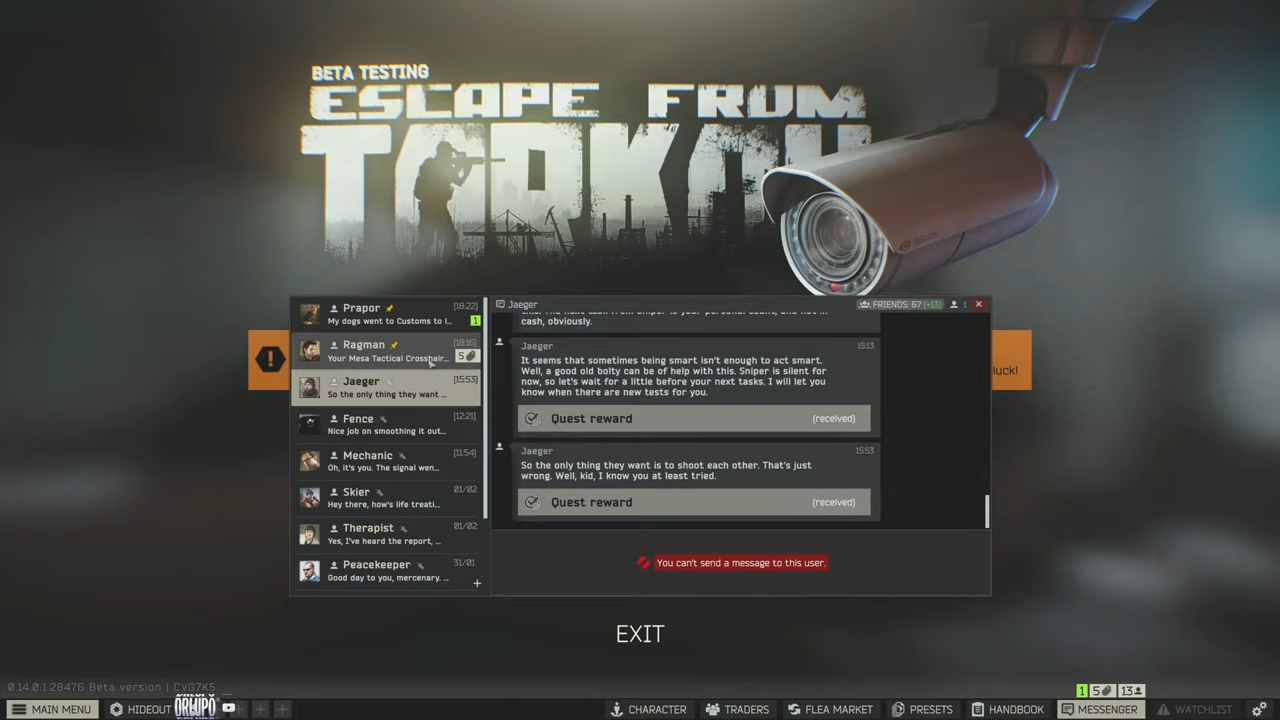 BETA TESTING
ESCAPE FROM
TARKOV
Prapor
[18:22]
My dogs went to Customs to l...
1
Ragman
[18:16]
Your Mesa Tactical Crosshair...
5
Jaeger
[15:53]
So the only thing they want ...
Fence
[12:21]
Nice job on smoothing it out...
Mechanic
[11:54]
Oh, it's you. The signal wen...
Skier
01/02
Hey there, how's life treati...
Therapist
01/02
Yes, I've heard the report, ...
Peacekeeper
31/01
Good day to you, mercenary. ...
+
Jaeger
FRIENDS: 67 (+13)
1
cash, obviously.
Jaeger
15:13
It seems that sometimes being smart isn't enough to act smart.
Well, a good old bolty can be of help with this. Sniper is silent for
now, so let's wait for a little before your next tasks. I will let you
know when there are new tests for you.
Quest reward
(received)
Jaeger
15:53
So the only thing they want is to shoot each other. That's just
wrong. Well, kid, I know you at least tried.
Quest reward
(received)
You can't send a message to this user.
luck!
EXIT
0.14.0.1.28476 Beta version | CVG7K5
1 5 13
MAIN MENU
HIDEOUT
CHARACTER
TRADERS
FLEA MARKET
PRESETS
HANDBOOK
MESSENGER
WATCHLIST